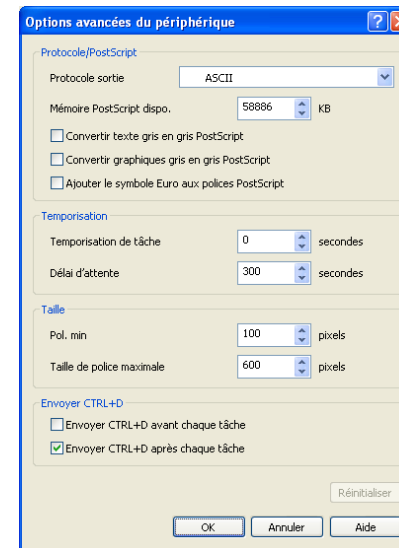 Options avancées du périphérique
Protocole/PostScript
Protocole sortie ASCII
Mémoire PostScript dispo. 58886 KB
Convertir texte gris en gris PostScript
Convertir graphiques gris en gris PostScript
Ajouter le symbole Euro aux polices PostScript
Temporisation
Temporisation de tâche 0 secondes
Délai d'attente 300 secondes
Taille
Pol. min 100 pixels
Taille de police maximale 600 pixels
Envoyer CTRL+D
Envoyer CTRL+D avant chaque tâche
Envoyer CTRL+D après chaque tâche
Réinitialiser
OK Annuler Aide